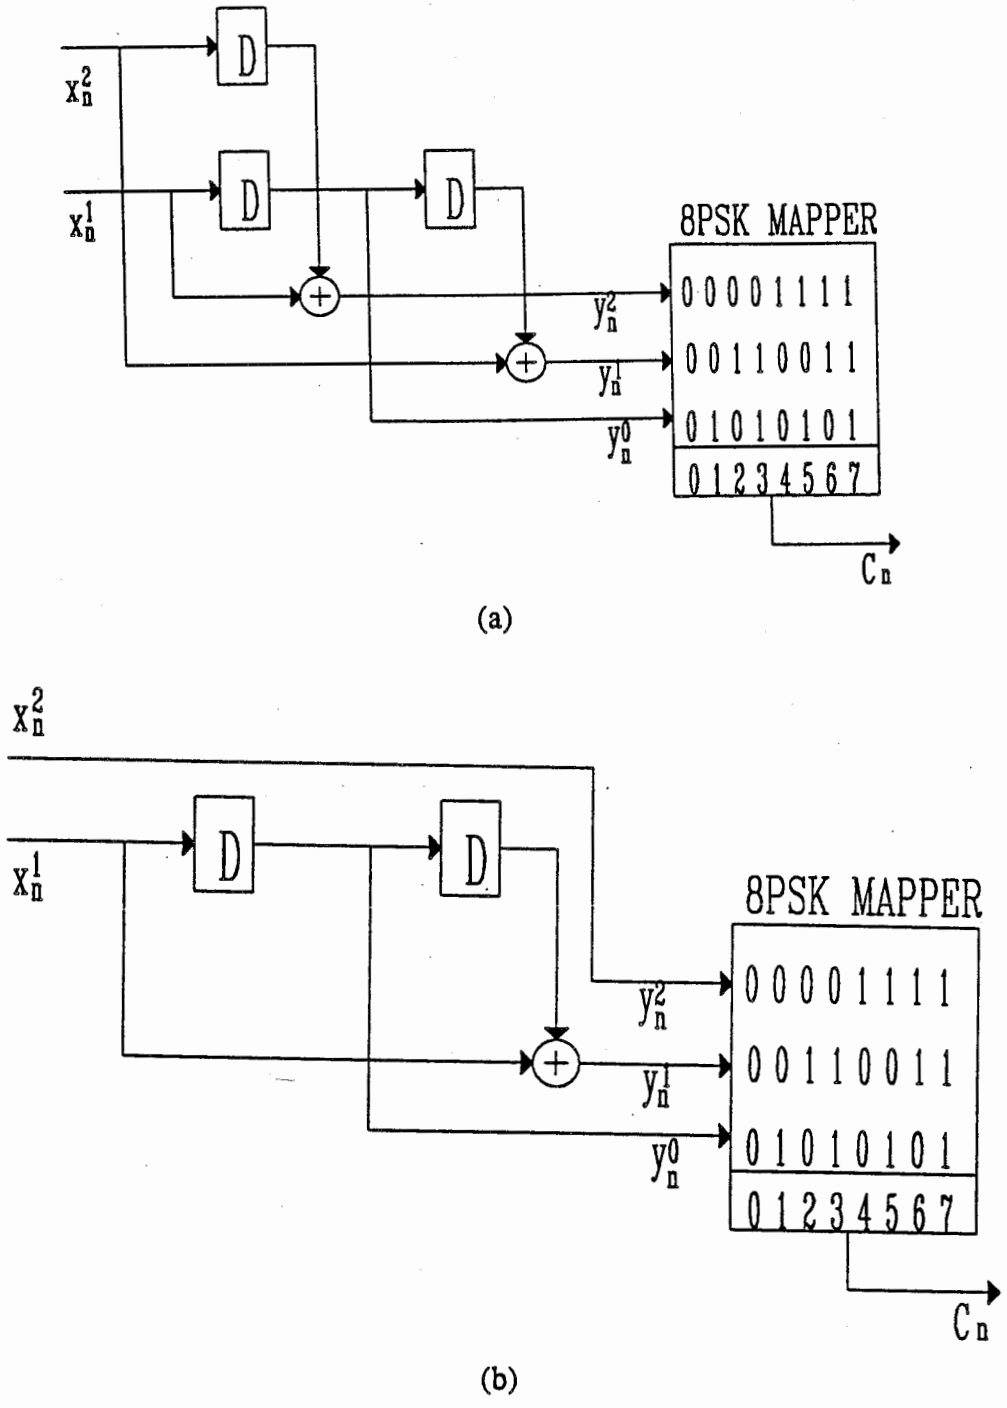 D
x_n^2
D
D
x_n^1
8PSK MAPPER
+
y_n^2
0 0 0 0 1 1 1 1
+
y_n^1
0 0 1 1 0 0 1 1
y_n^0
0 1 0 1 0 1 0 1
0 1 2 3 4 5 6 7
C_n
(a)
x_n^2
D
D
x_n^1
8PSK MAPPER
y_n^2
0 0 0 0 1 1 1 1
+
y_n^1
0 0 1 1 0 0 1 1
y_n^0
0 1 0 1 0 1 0 1
0 1 2 3 4 5 6 7
C_n
(b)